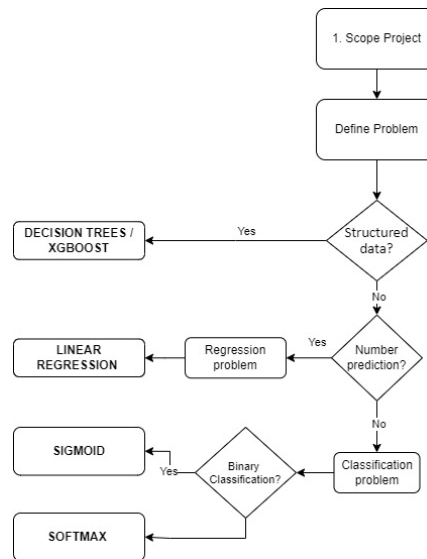 1. Scope Project
Define Problem
Structured
data?
Yes
DECISION TREES /
XGBOOST
No
Number
prediction?
Yes
Regression
problem
LINEAR
REGRESSION
No
Classification
problem
Binary
Classification?
Yes
SIGMOID
SOFTMAX